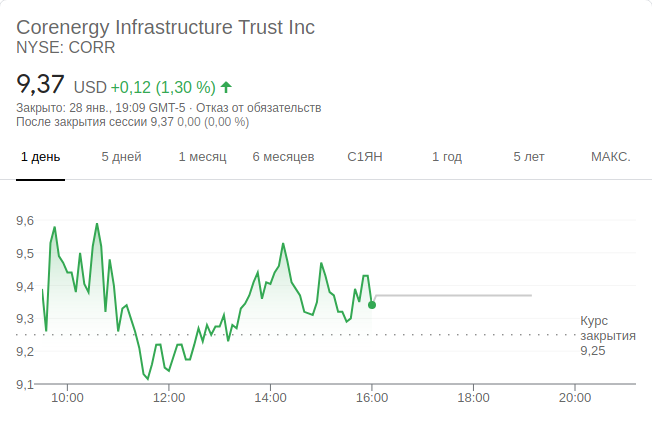 Corenergy Infrastructure Trust Inc
NYSE: CORR
9,37 USD +0,12 (1,30 %)
Закрыто: 28 янв., 19:09 GMT-5 · Отказ от обязательств
После закрытия сессии 9,37 0,00 (0,00 %)
1 день 5 дней 1 месяц 6 месяцев С1ЯН 1 год 5 лет МАКС.
9,6
9,5
9,4
9,3
9,2
9,1
Курс
закрытия
9,25
10:00 12:00 14:00 16:00 18:00 20:00